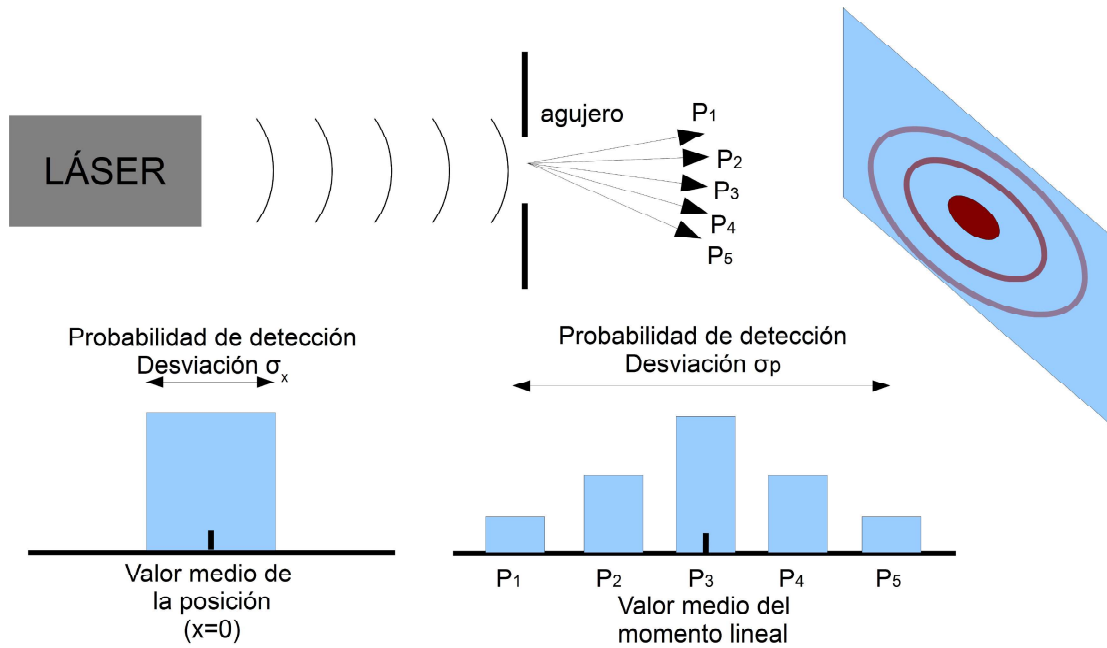 LÁSER
agujero
P1
P2
P3
P4
P5
Probabilidad de detección
Desviación σx
Valor medio de
la posición
(x=0)
Probabilidad de detección
Desviación σp
P1 P2 P3 P4 P5
Valor medio del
momento lineal